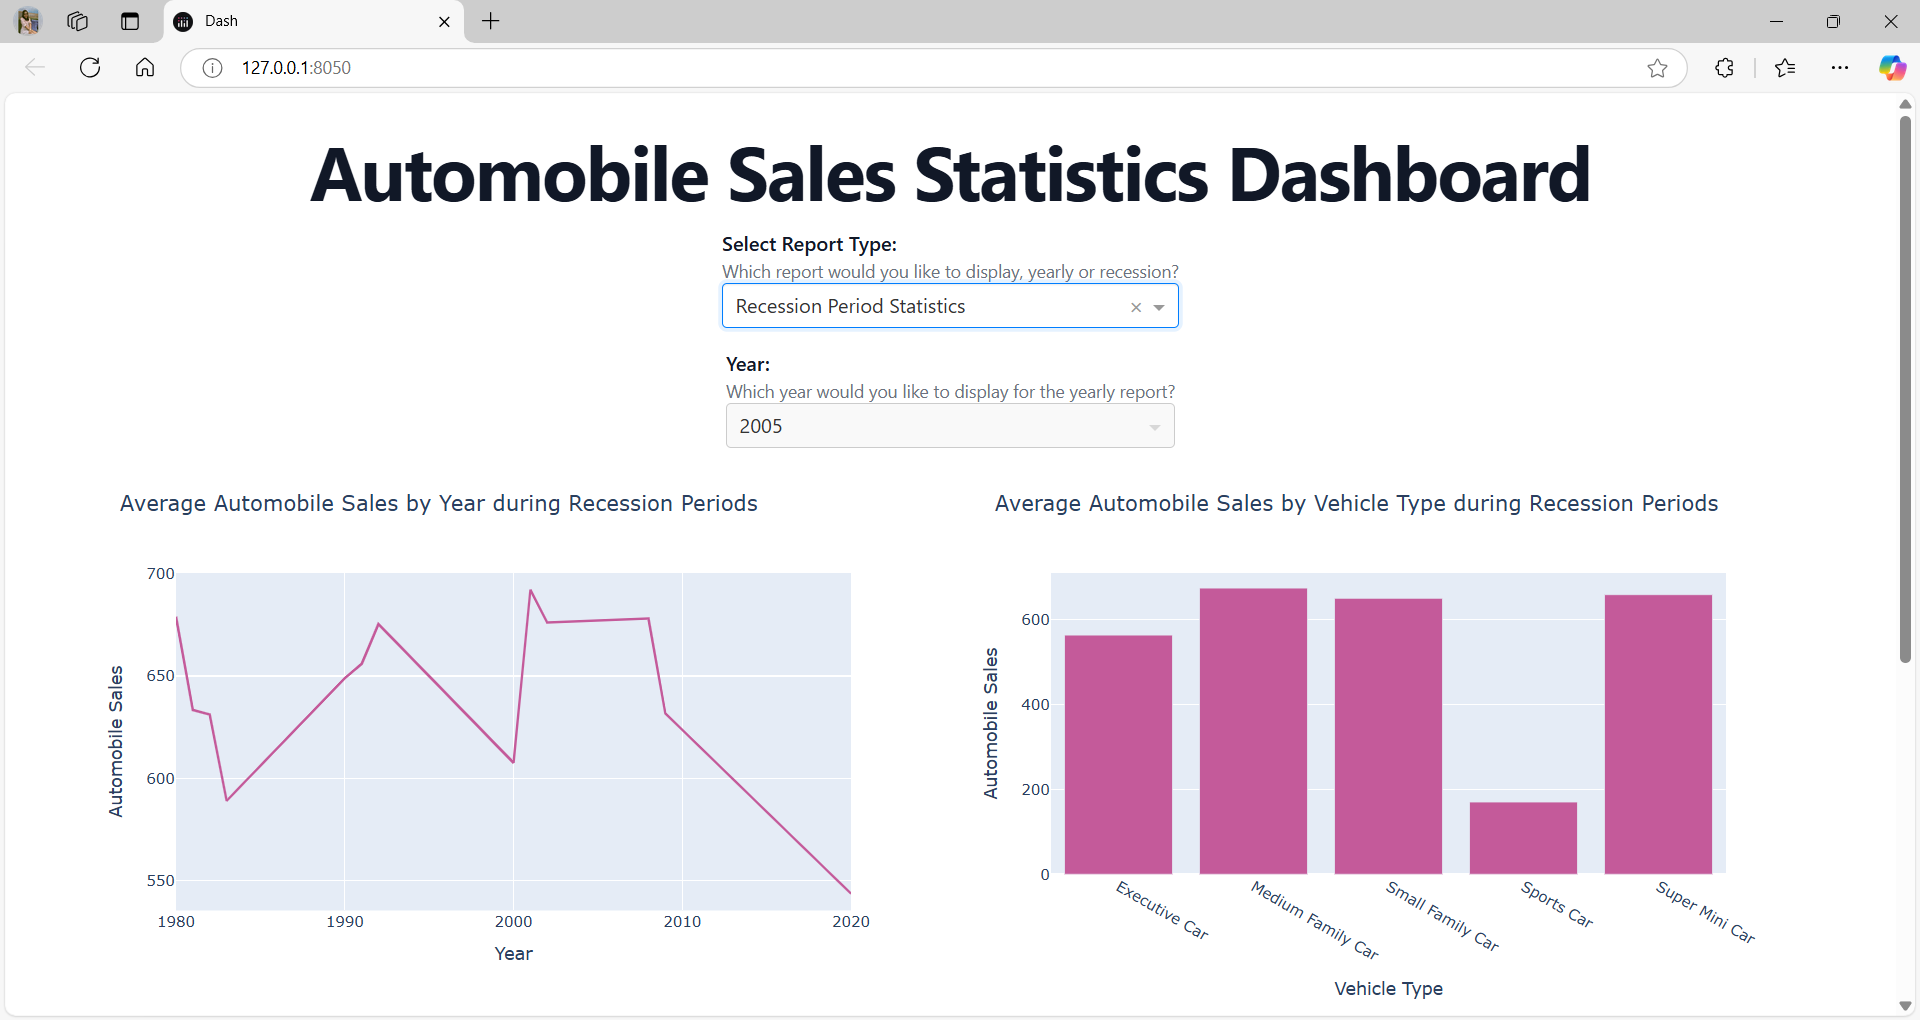 Dash
127.0.0.1:8050
Automobile Sales Statistics Dashboard
Select Report Type:
Which report would you like to display, yearly or recession?
Recession Period Statistics
Year:
Which year would you like to display for the yearly report?
2005
Average Automobile Sales by Year during Recession Periods
700
650
600
550
Automobile Sales
1980 1990 2000 2010 2020
Year
Average Automobile Sales by Vehicle Type during Recession Periods
600
400
200
0
Automobile Sales
Executive Car
Medium Family Car
Small Family Car
Sports Car
Super Mini Car
Vehicle Type